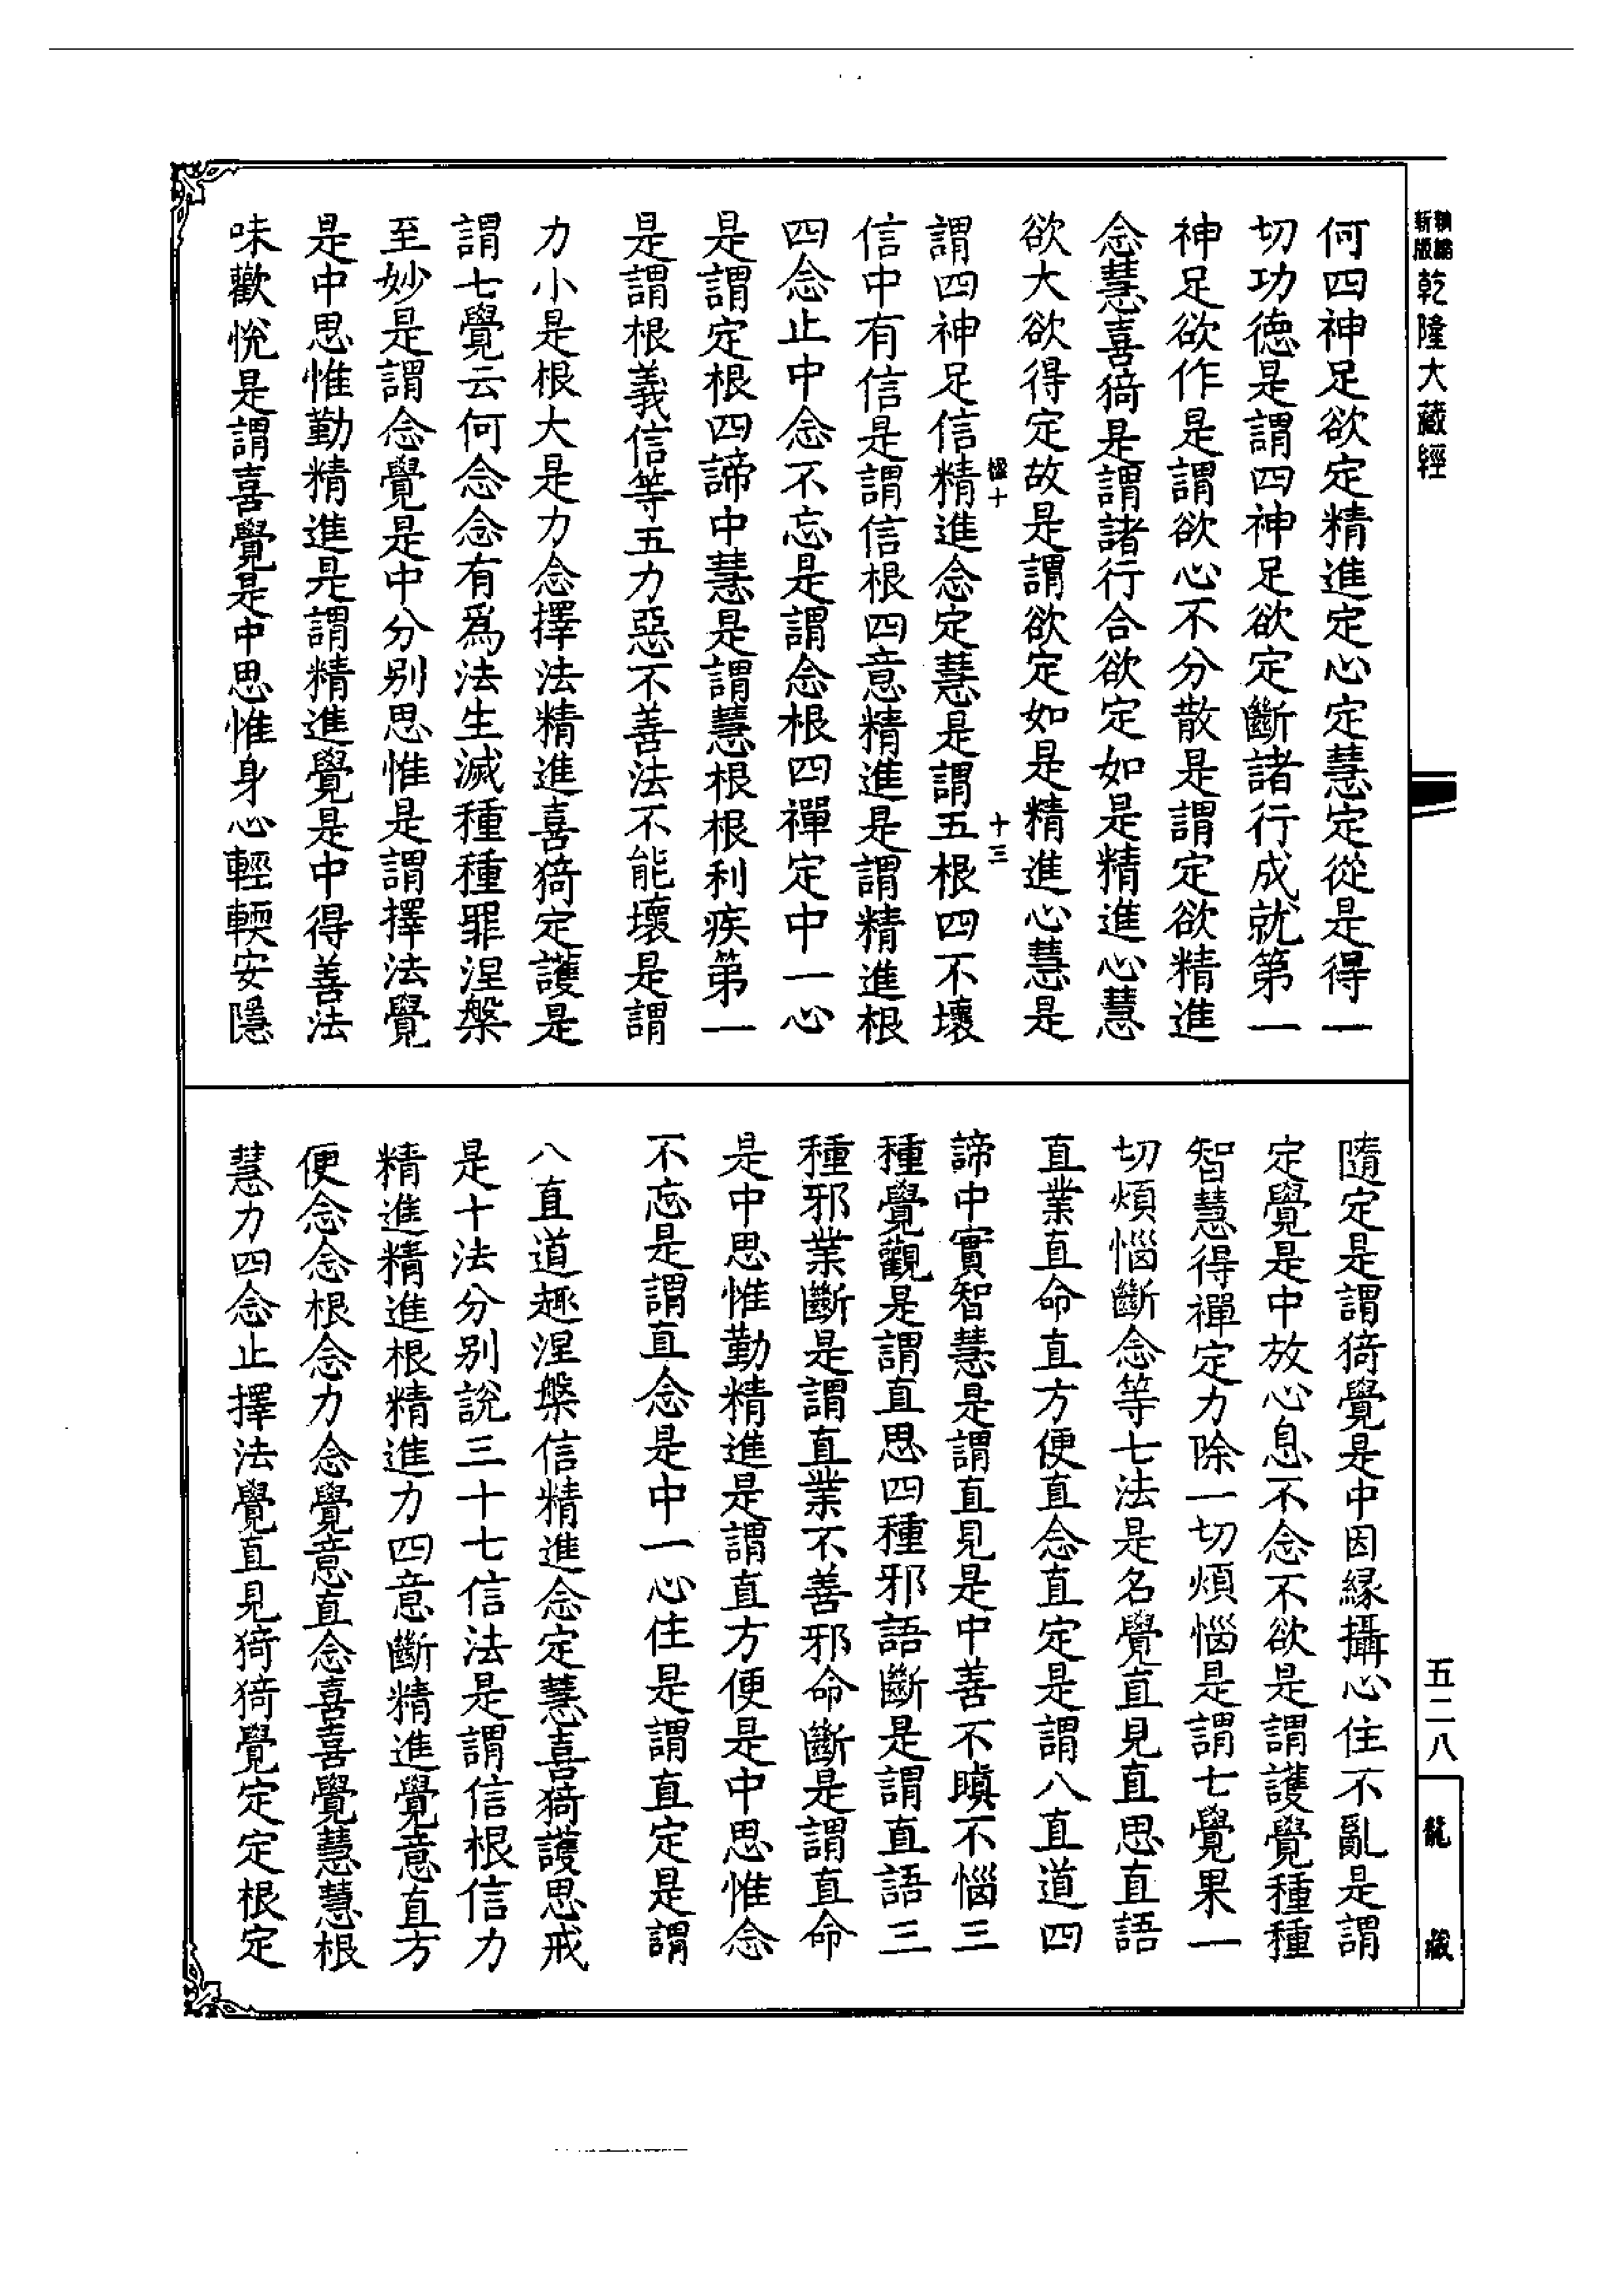 新版
精縮
乾隆大藏經
何四神足欲定精進定心定慧定從是得一
切功德是謂四神足欲定斷諸行成就第一
神足欲作是謂欲心不分散是謂定欲精進
念慧喜猗是謂諸行合欲定如是精進心慧
欲大欲得定故是謂欲定如是精進心慧是
謂四神足信精進念定慧是謂五根四不壞
十三
信中有信是謂信根四意精進是謂精進根
四念止中念不忘是謂念根四禪定中一心
是謂定根四諦中慧是謂慧根根利疾第一
是謂根義信等五力惡不善法不能壞是謂
力小是根大是力念擇法精進喜猗定護是
謂七覺云何念念有為法生滅種種罪涅槃
至妙是謂念覺是中分別思惟是謂擇法覺
是中思惟勤精進是謂精進覺是中得善法
味歡悅是謂喜覺是中思惟身心輕輭安隱
隨定是謂猗覺是中因緣攝心住不亂是謂
定覺是中放心息不念不欲是謂護覺種種
智慧得禪定力除一切煩惱是謂七覺果一
切煩惱斷念等七法是名覺直見直思直語
直業直命直方便直念直定是謂八直道四
諦中實智慧是謂直見是中善不瞋不惱三
種覺觀是謂直思四種邪語斷是謂直語三
種邪業斷是謂直業不善邪命斷是謂直命
是中思惟勤精進是謂直方便是中思惟念
不忘是謂直念是中一心住是謂直定是謂
八直道趣涅槃信精進念定慧喜猗護思戒
是十法分別說三十七信法是謂信根信力
精進精進根精進力四意斷精進覺意直方
便念念根念力念覺意直念喜喜覺慧慧根
慧力四念止擇法覺直見猗猗覺定定根定
五二八
龍藏